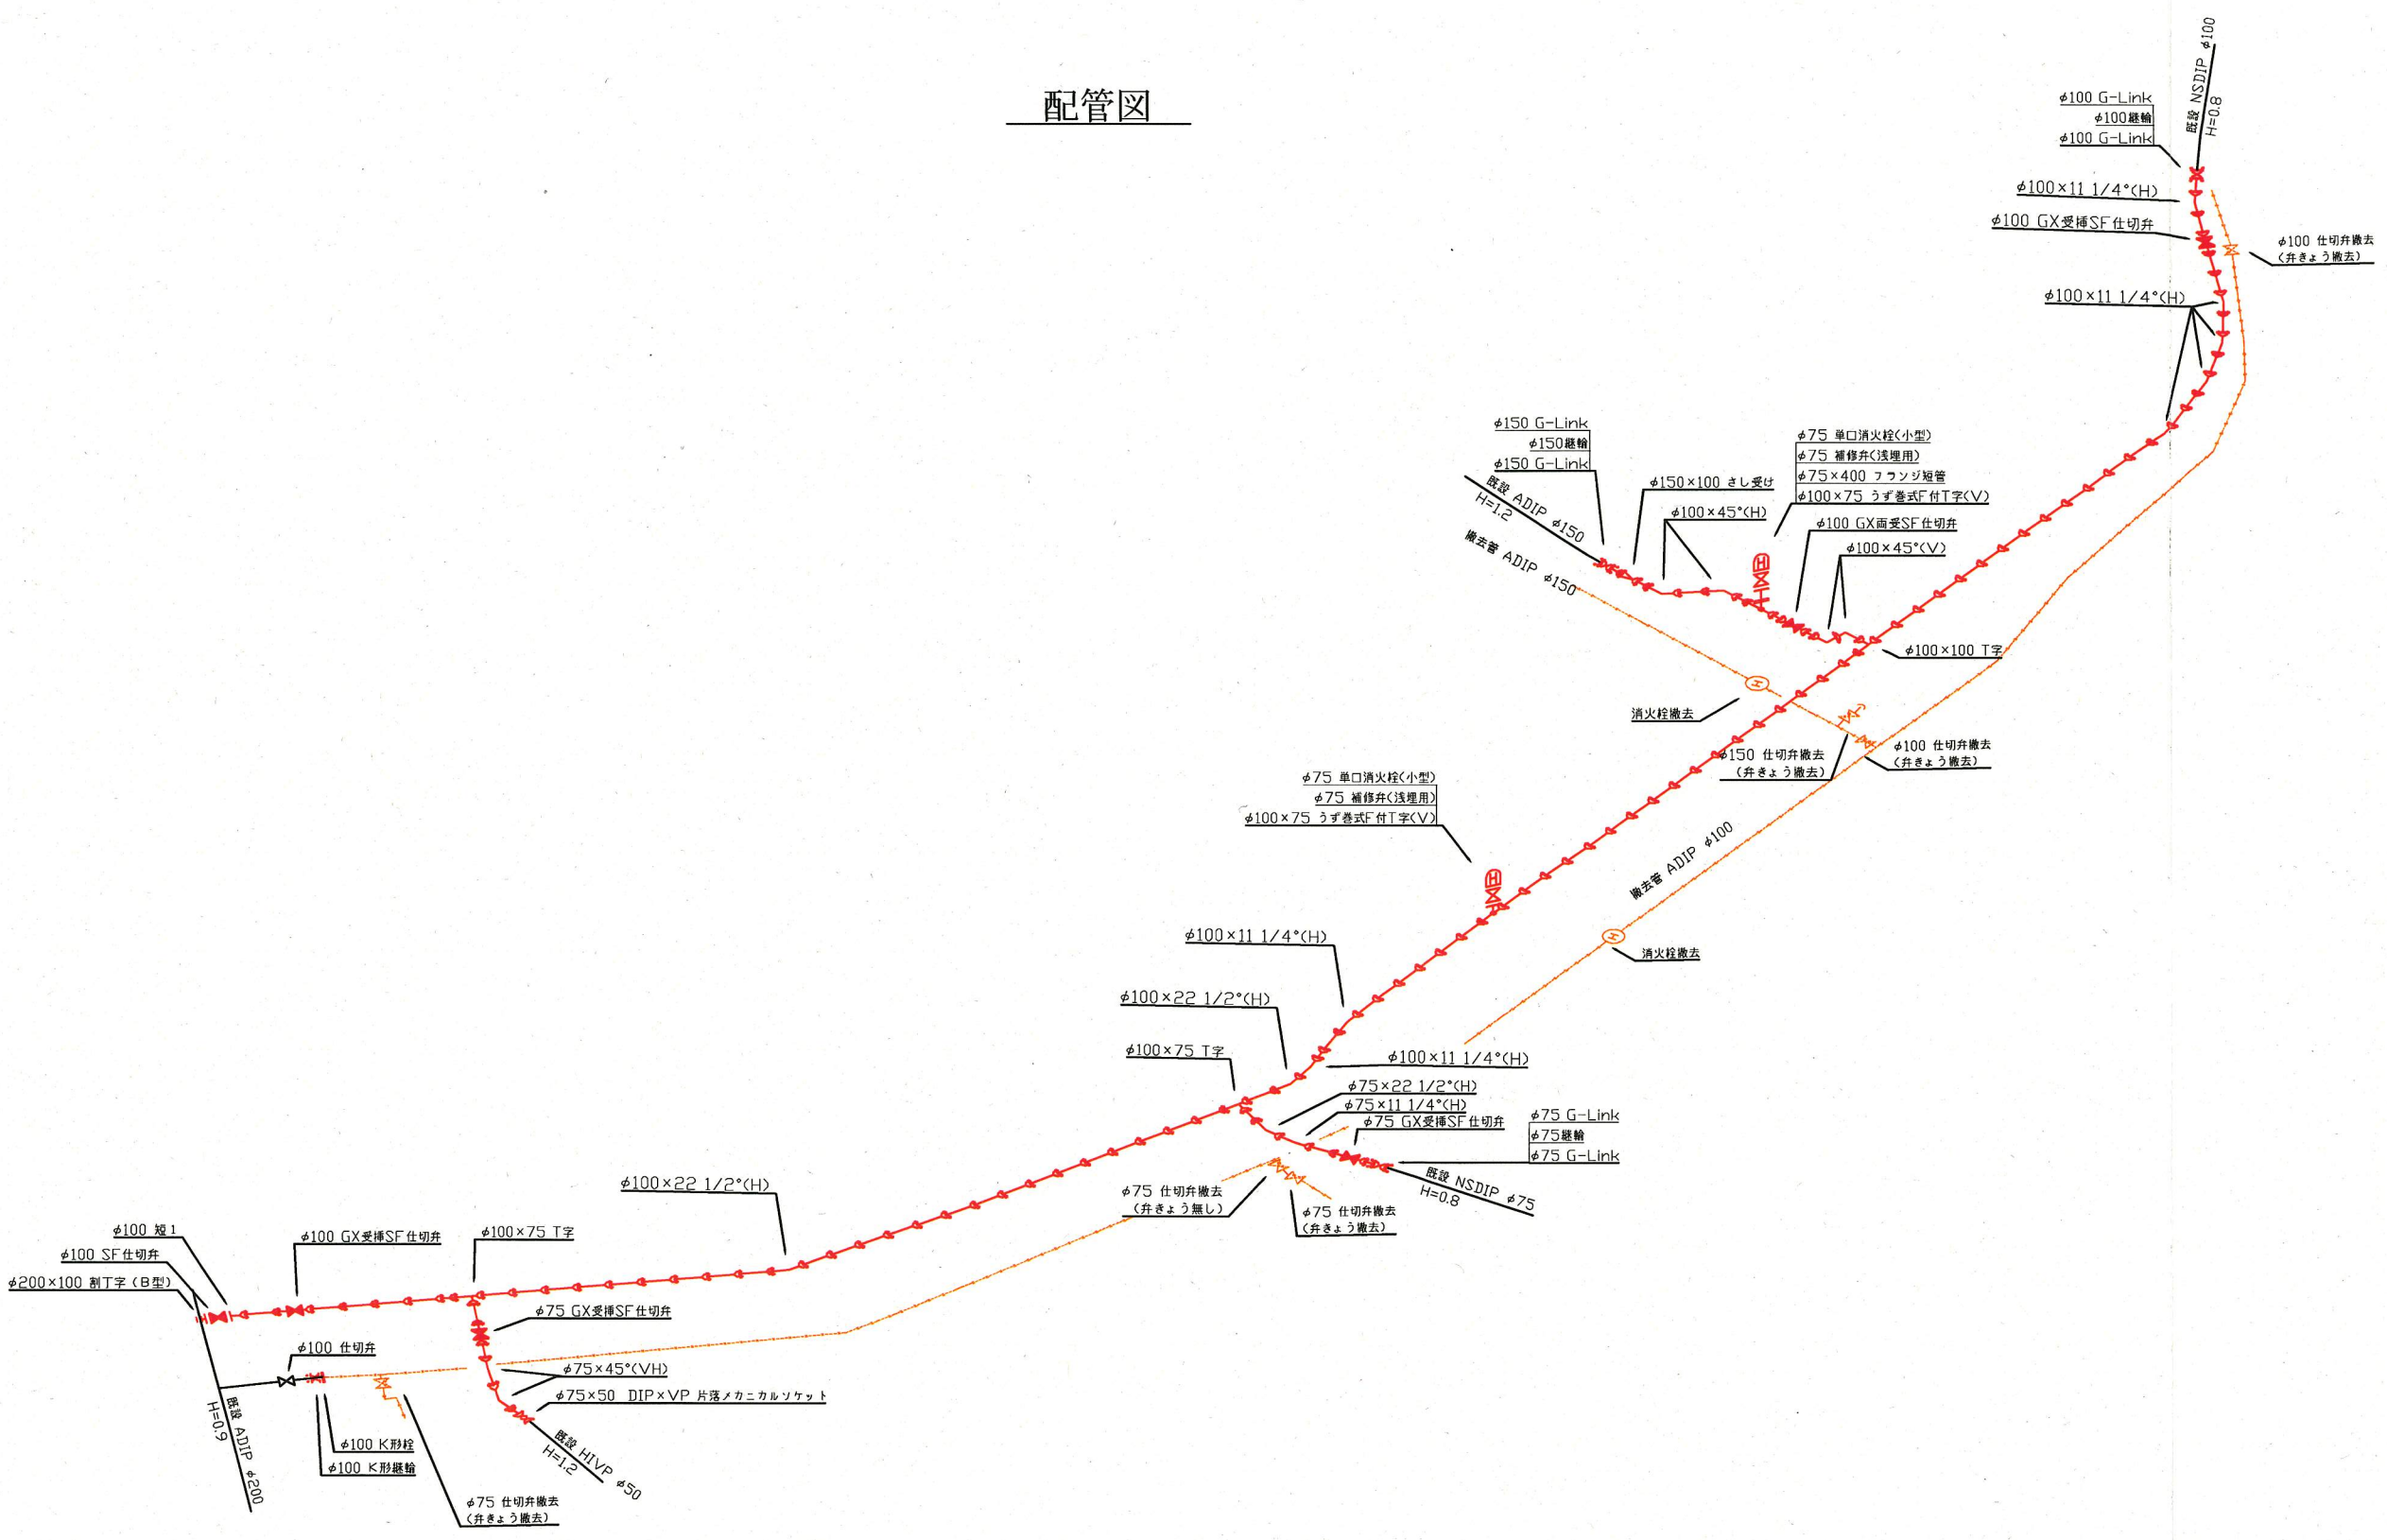 配管図
既設 NSDIP φ100
H=0.8
φ100 G-Link
φ100継輪
φ100 G-Link
φ100×11 1/4°(H)
φ100 GX受挿SF仕切弁
φ100 仕切弁撤去
(弁きょう撤去)
φ100×11 1/4°(H)
φ150 G-Link
φ150継輪
φ150 G-Link
既設 ADIP φ150
H=1.2
撤去管 ADIP φ150
φ150×100 さし受け
φ100×45°(H)
φ75 単口消火栓(小型)
φ75 補修弁(浅埋用)
φ75×400 フランジ短管
φ100×75 うず巻式F付T字(V)
φ100 GX両受SF仕切弁
φ100×45°(V)
φ100×100 T字
消火栓撤去
φ150 仕切弁撤去
(弁きょう撤去)
φ100 仕切弁撤去
(弁きょう撤去)
φ75 単口消火栓(小型)
φ75 補修弁(浅埋用)
φ100×75 うず巻式F付T字(V)
撤去管 ADIP φ100
消火栓撤去
φ100×11 1/4°(H)
φ100×22 1/2°(H)
φ100×75 T字
φ100×11 1/4°(H)
φ75×22 1/2°(H)
φ75×11 1/4°(H)
φ75 GX受挿SF仕切弁
φ75 G-Link
φ75継輪
φ75 G-Link
既設 NSDIP φ75
H=0.8
φ75 仕切弁撤去
(弁きょう無し)
φ75 仕切弁撤去
(弁きょう撤去)
φ100×22 1/2°(H)
φ100 短1
φ100 SF仕切弁
φ200×100 割丁字(B型)
φ100 GX受挿SF仕切弁
φ100×75 T字
φ75 GX受挿SF仕切弁
φ100 仕切弁
φ75×45°(VH)
φ75×50 DIP×VP 片落メカニカルソケット
既設 ADIP φ200
H=0.9
φ100 K形栓
φ100 K形継輪
既設 HIVP φ50
H=1.2
φ75 仕切弁撤去
(弁きょう撤去)